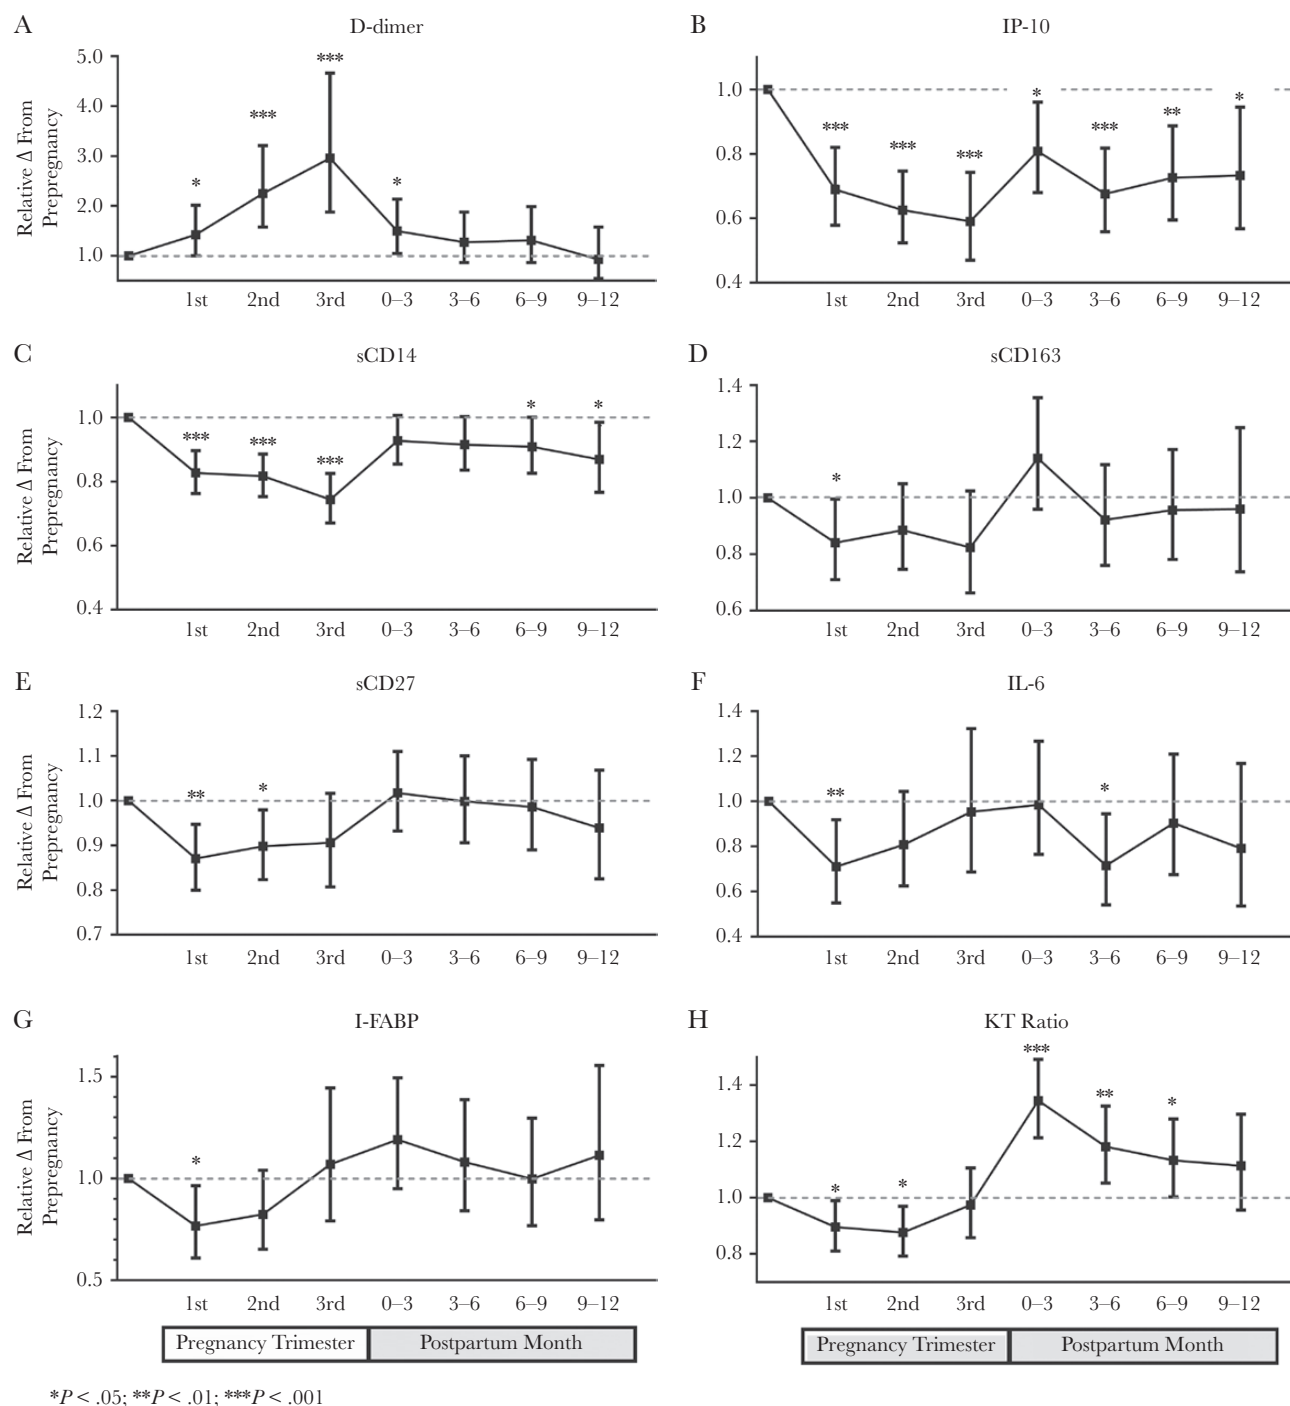 A
D-dimer
Relative Δ From
Prepregnancy
5.0
4.0
3.0
2.0
1.0
*
***
***
*
1st 2nd 3rd 0–3 3–6 6–9 9–12
B
IP-10
1.0
0.8
0.6
0.4
***
***
***
*
***
**
*
1st 2nd 3rd 0–3 3–6 6–9 9–12
C
sCD14
Relative Δ From
Prepregnancy
1.0
0.8
0.6
0.4
***
***
***
*
*
1st 2nd 3rd 0–3 3–6 6–9 9–12
D
sCD163
1.4
1.2
1.0
0.8
0.6
*
1st 2nd 3rd 0–3 3–6 6–9 9–12
E
sCD27
Relative Δ From
Prepregnancy
1.2
1.1
1.0
0.9
0.8
0.7
**
*
1st 2nd 3rd 0–3 3–6 6–9 9–12
F
IL-6
1.4
1.2
1.0
0.8
0.6
0.4
**
*
1st 2nd 3rd 0–3 3–6 6–9 9–12
G
I-FABP
Relative Δ From
Prepregnancy
1.5
1.0
0.5
*
1st 2nd 3rd 0–3 3–6 6–9 9–12
Pregnancy Trimester Postpartum Month
H
KT Ratio
1.4
1.2
1.0
0.8
*
*
***
**
*
1st 2nd 3rd 0–3 3–6 6–9 9–12
Pregnancy Trimester Postpartum Month
*P < .05; **P < .01; ***P < .001